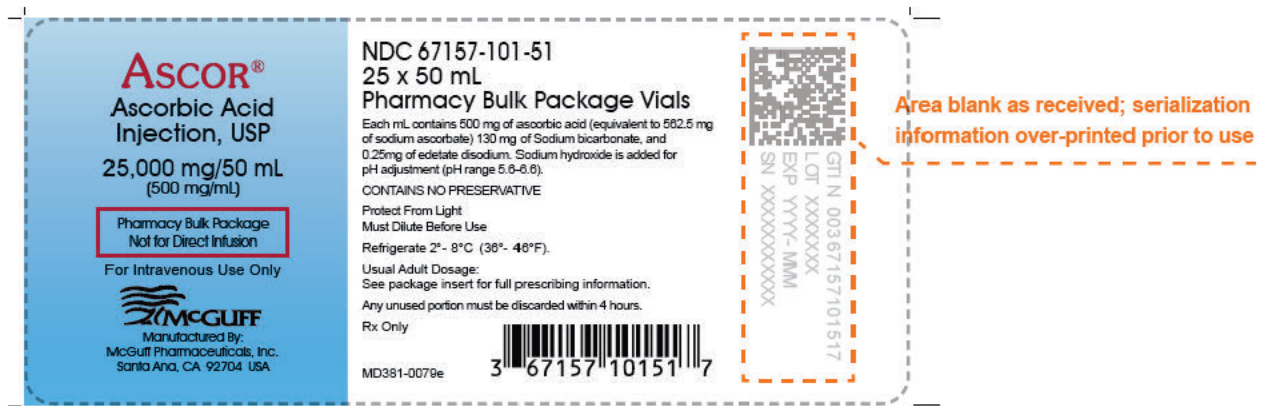 ASCOR®
Ascorbic Acid
Injection, USP
25,000 mg/50 mL
(500 mg/mL)
Pharmacy Bulk Package
Not for Direct Infusion
For Intravenous Use Only
McGUFF
Manufactured By:
McGuff Pharmaceuticals, Inc.
Santa Ana, CA 92704 USA
NDC 67157-101-51
25 x 50 mL
Pharmacy Bulk Package Vials
Each mL contains 500 mg of ascorbic acid (equivalent to 562.5 mg
of sodium ascorbate) 130 mg of Sodium bicarbonate, and
0.25mg of edetate disodium. Sodium hydroxide is added for
pH adjustment (pH range 5.6-6.6).
CONTAINS NO PRESERVATIVE
Protect From Light
Must Dilute Before Use
Refrigerate 2°- 8°C (36°- 46°F).
Usual Adult Dosage:
See package insert for full prescribing information.
Any unused portion must be discarded within 4 hours.
Rx Only
MD381-0079e
3 67157 10151 7
GTI N 00367157101517
LOT XXXXXXX
EXP YYYY- MMM
SN XXXXXXXXXXX
Area blank as received; serialization
information over-printed prior to use